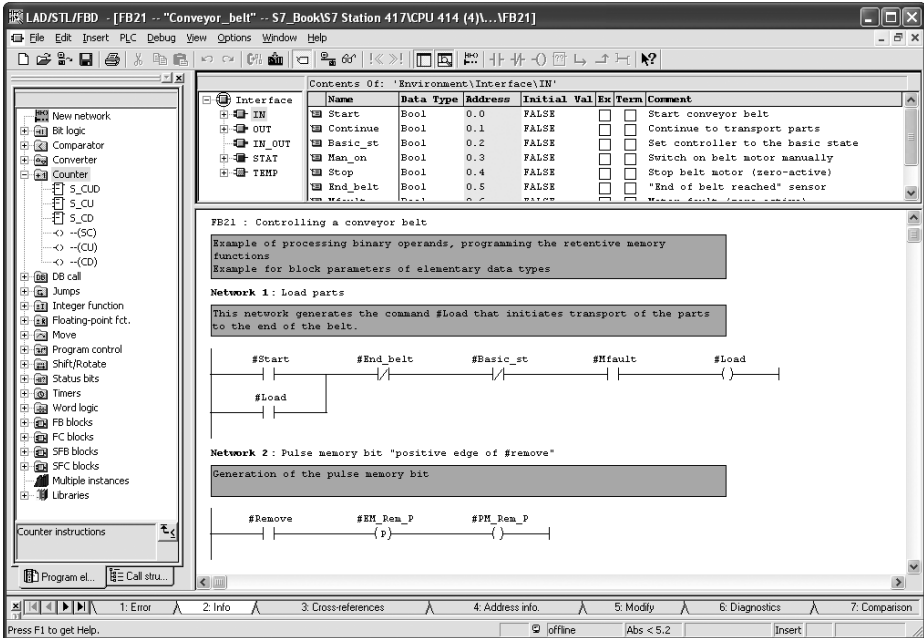 LAD/STL/FBD - [FB21 -- "Conveyor_belt" -- S7_Book\S7 Station 417\CPU 414 (4)\...\FB21]
File Edit Insert PLC Debug View Options Window Help
New network
Bit logic
Comparator
Converter
Counter
S_CUD
S_CU
S_CD
--(SC)
--(CU)
--(CD)
DB call
Jumps
Integer function
Floating-point fct.
Move
Program control
Shift/Rotate
Status bits
Timers
Word logic
FB blocks
FC blocks
SFB blocks
SFC blocks
Multiple instances
Libraries
Counter instructions
Program el... Call stru...
Contents Of: 'Environment\Interface\IN'
Interface
IN
OUT
IN_OUT
STAT
TEMP
Name Data Type Address Initial Val Ex Term Comment
Start Bool 0.0 FALSE Start conveyor belt
Continue Bool 0.1 FALSE Continue to transport parts
Basic_st Bool 0.2 FALSE Set controller to the basic state
Man_on Bool 0.3 FALSE Switch on belt motor manually
Stop Bool 0.4 FALSE Stop belt motor (zero-active)
End_belt Bool 0.5 FALSE "End of belt reached" sensor
Mfault Bool 0.6 FALSE Motor fault (zero-active)
FB21 : Controlling a conveyor belt
Example of processing binary operands, programming the retentive memory
functions
Example for block parameters of elementary data types
Network 1: Load parts
This network generates the command #Load that initiates transport of the parts
to the end of the belt.
#Start #End_belt #Basic_st #Mfault #Load
#Load
Network 2: Pulse memory bit "positive edge of #remove"
Generation of the pulse memory bit
#Remove #EM_Rem_P #PM_Rem_P
(P)
1: Error 2: Info 3: Cross-references 4: Address info. 5: Modify 6: Diagnostics 7: Comparison
Press F1 to get Help. offline Abs < 5.2 Insert